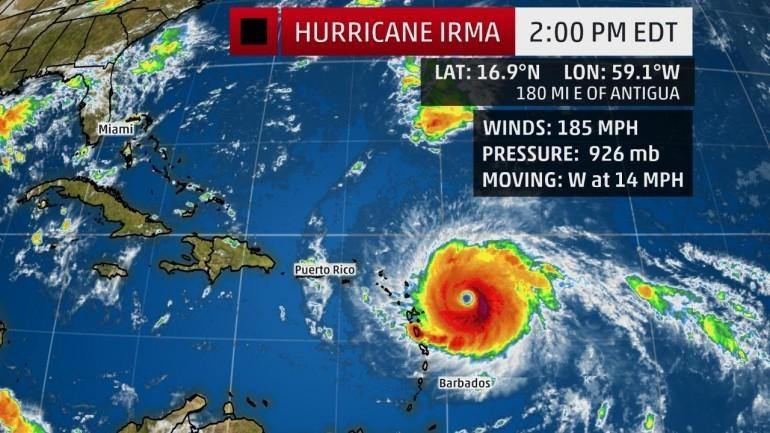 HURRICANE IRMA 2:00 PM EDT
LAT: 16.9°N LON: 59.1°W
180 MI E OF ANTIGUA
WINDS: 185 MPH
PRESSURE: 926 mb
MOVING: W at 14 MPH
Miami
Puerto Rico
Barbados